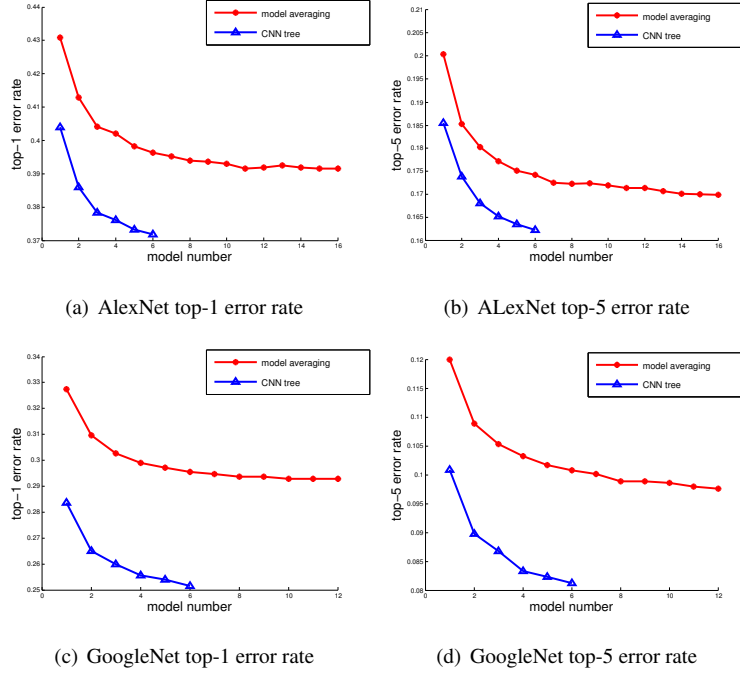 model averaging
CNN tree
0.44
0.43
0.42
0.41
0.4
0.39
0.38
0.37
top-1 error rate
0 2 4 6 8 10 12 14 16
model number
(a) AlexNet top-1 error rate
model averaging
CNN tree
0.21
0.205
0.2
0.195
0.19
0.185
0.18
0.175
0.17
0.165
0.16
top-5 error rate
0 2 4 6 8 10 12 14 16
model number
(b) ALexNet top-5 error rate
model averaging
CNN tree
0.34
0.33
0.32
0.31
0.3
0.29
0.28
0.27
0.26
0.25
top-1 error rate
0 2 4 6 8 10 12
model number
(c) GoogleNet top-1 error rate
model averaging
CNN tree
0.12
0.115
0.11
0.105
0.1
0.095
0.09
0.085
0.08
top-5 error rate
0 2 4 6 8 10 12
model number
(d) GoogleNet top-5 error rate